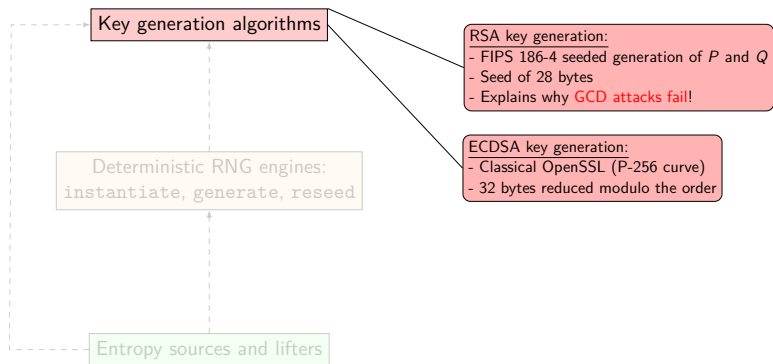 Key generation algorithms
RSA key generation:
- FIPS 186-4 seeded generation of P and Q
- Seed of 28 bytes
- Explains why GCD attacks fail!
ECDSA key generation:
- Classical OpenSSL (P-256 curve)
- 32 bytes reduced modulo the order
Deterministic RNG engines:
instantiate, generate, reseed
Entropy sources and lifters